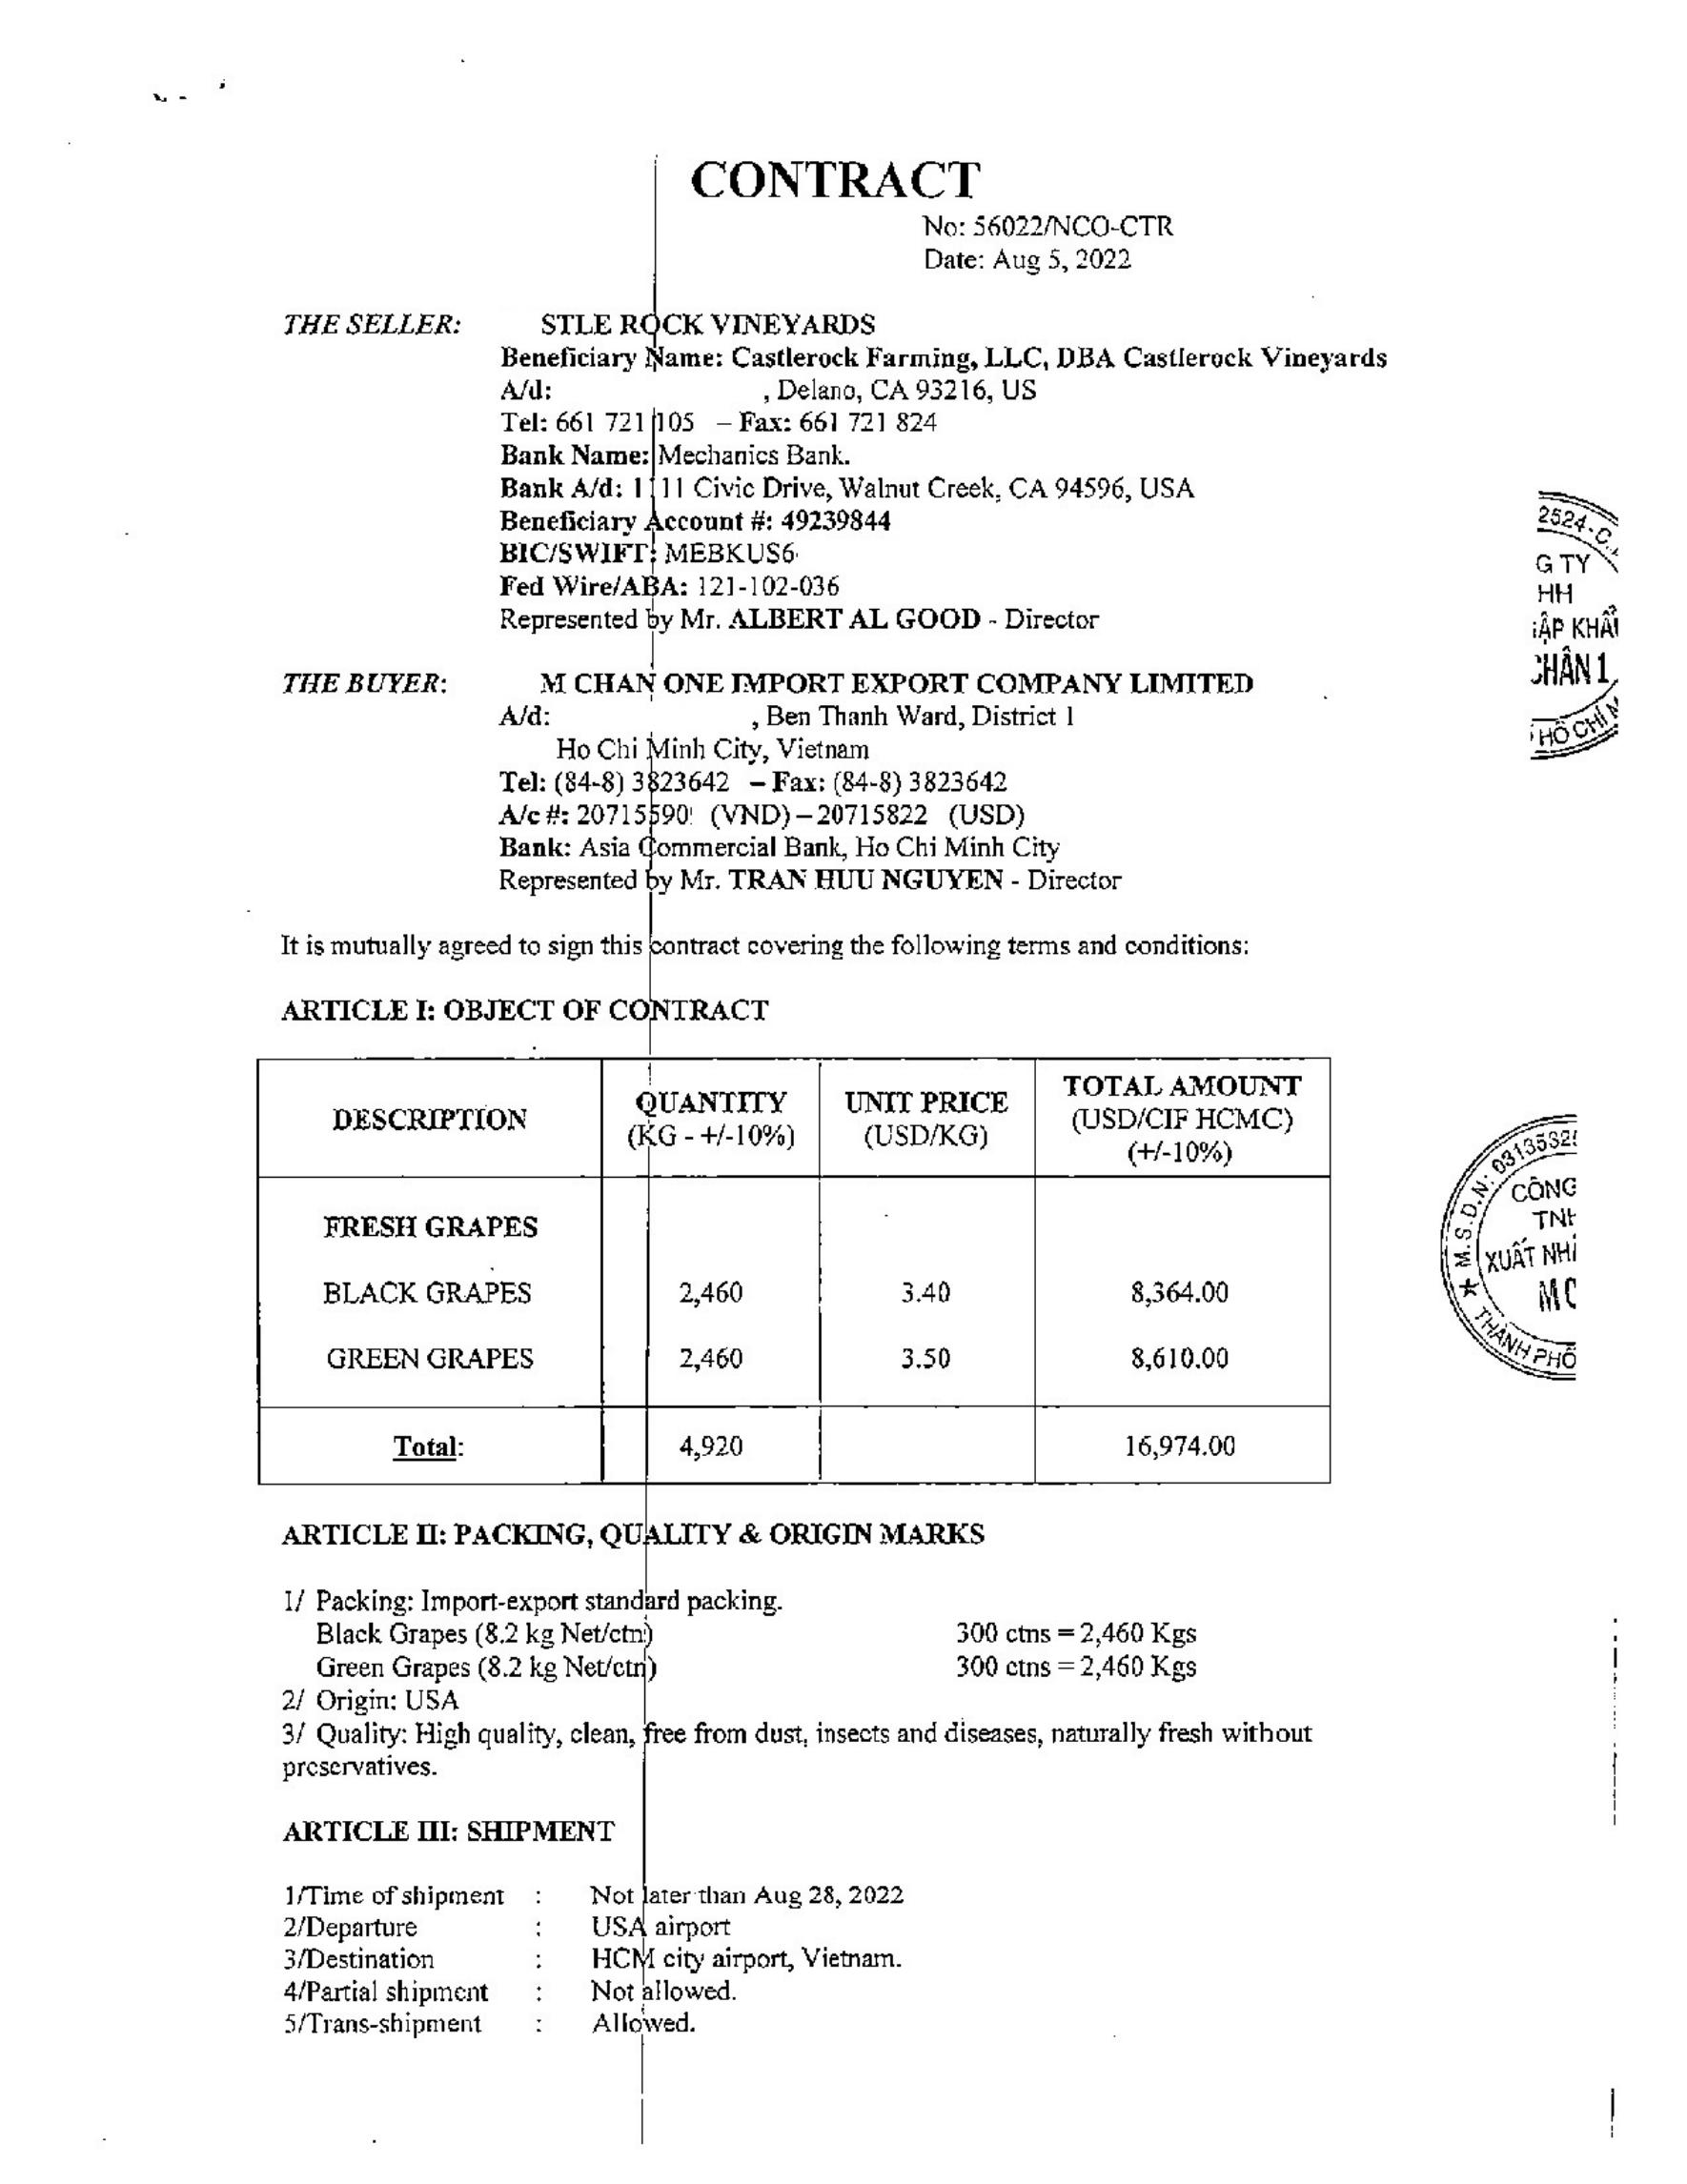 CONTRACT
No: 56022/NCO-CTR
Date: Aug 5, 2022
THE SELLER: STLE ROCK VINEYARDS
Beneficiary Name: Castlerock Farming, LLC, DBA Castlerock Vineyards
A/d: , Delano, CA 93216, US
Tel: 661 721 105 – Fax: 661 721 824
Bank Name: Mechanics Bank.
Bank A/d: 1111 Civic Drive, Walnut Creek, CA 94596, USA
Beneficiary Account #: 49239844
BIC/SWIFT: MEBKUS6
Fed Wire/ABA: 121-102-036
Represented by Mr. ALBERT AL GOOD - Director
THE BUYER: M CHAN ONE IMPORT EXPORT COMPANY LIMITED
A/d: , Ben Thanh Ward, District 1
Ho Chi Minh City, Vietnam
Tel: (84-8) 3823642 – Fax: (84-8) 3823642
A/c #: 20715590 (VND) – 20715822 (USD)
Bank: Asia Commercial Bank, Ho Chi Minh City
Represented by Mr. TRAN HUU NGUYEN - Director
2524-C.
G TY
HH
ẬP KHẨ
CHÂN 1
HỒ CHÍ M
It is mutually agreed to sign this contract covering the following terms and conditions:
ARTICLE I: OBJECT OF CONTRACT
DESCRIPTION QUANTITY (KG - +/-10%) UNIT PRICE (USD/KG) TOTAL AMOUNT (USD/CIF HCMC) (+/-10%)
FRESH GRAPES
BLACK GRAPES 2,460 3.40 8,364.00
GREEN GRAPES 2,460 3.50 8,610.00
Total: 4,920 16,974.00
M.S.D.N: 0313532
CÔNG
TNH
XUẤT NH
MC
THÀNH PHỐ
ARTICLE II: PACKING, QUALITY & ORIGIN MARKS
1/ Packing: Import-export standard packing.
Black Grapes (8.2 kg Net/ctn) 300 ctns = 2,460 Kgs
Green Grapes (8.2 kg Net/ctn) 300 ctns = 2,460 Kgs
2/ Origin: USA
3/ Quality: High quality, clean, free from dust, insects and diseases, naturally fresh without
preservatives.
ARTICLE III: SHIPMENT
1/Time of shipment : Not later than Aug 28, 2022
2/Departure : USA airport
3/Destination : HCM city airport, Vietnam.
4/Partial shipment : Not allowed.
5/Trans-shipment : Allowed.